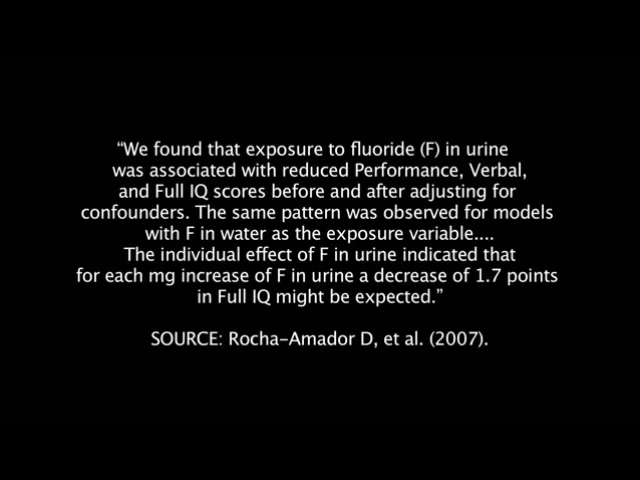 “We found that exposure to fluoride (F) in urine
was associated with reduced Performance, Verbal,
and Full IQ scores before and after adjusting for
confounders. The same pattern was observed for models
with F in water as the exposure variable....
The individual effect of F in urine indicated that
for each mg increase of F in urine a decrease of 1.7 points
in Full IQ might be expected.”
SOURCE: Rocha-Amador D, et al. (2007).